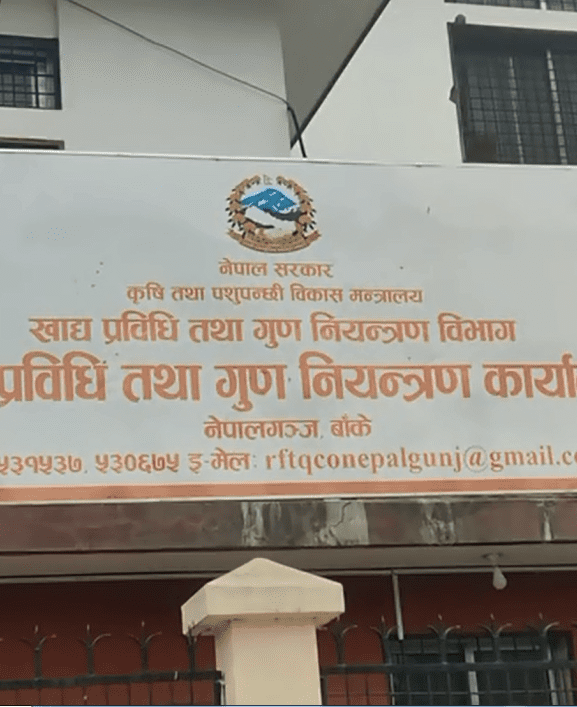 नेपाल सरकार
कृषि तथा पशुपन्छी विकास मन्त्रालय
खाद्य प्रविधि तथा गुण नियन्त्रण विभाग
प्रविधि तथा गुण नियन्त्रण कार्या
नेपालगञ्ज, बाँके
५३१५३७, ५३०६७५ इ-मेल: rftqconepalgunj@gmail.co